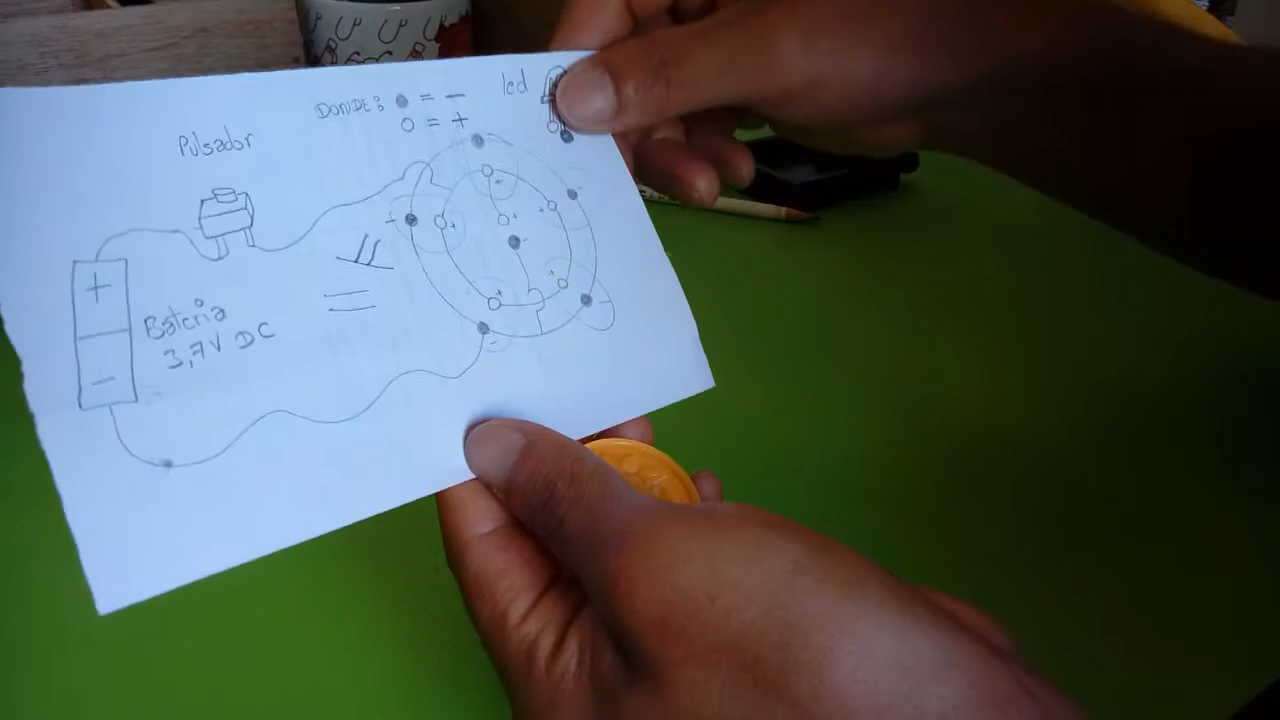 DONDE: ● = −
○ = +
led
Pulsador
+
−
Bateria
3,7V DC